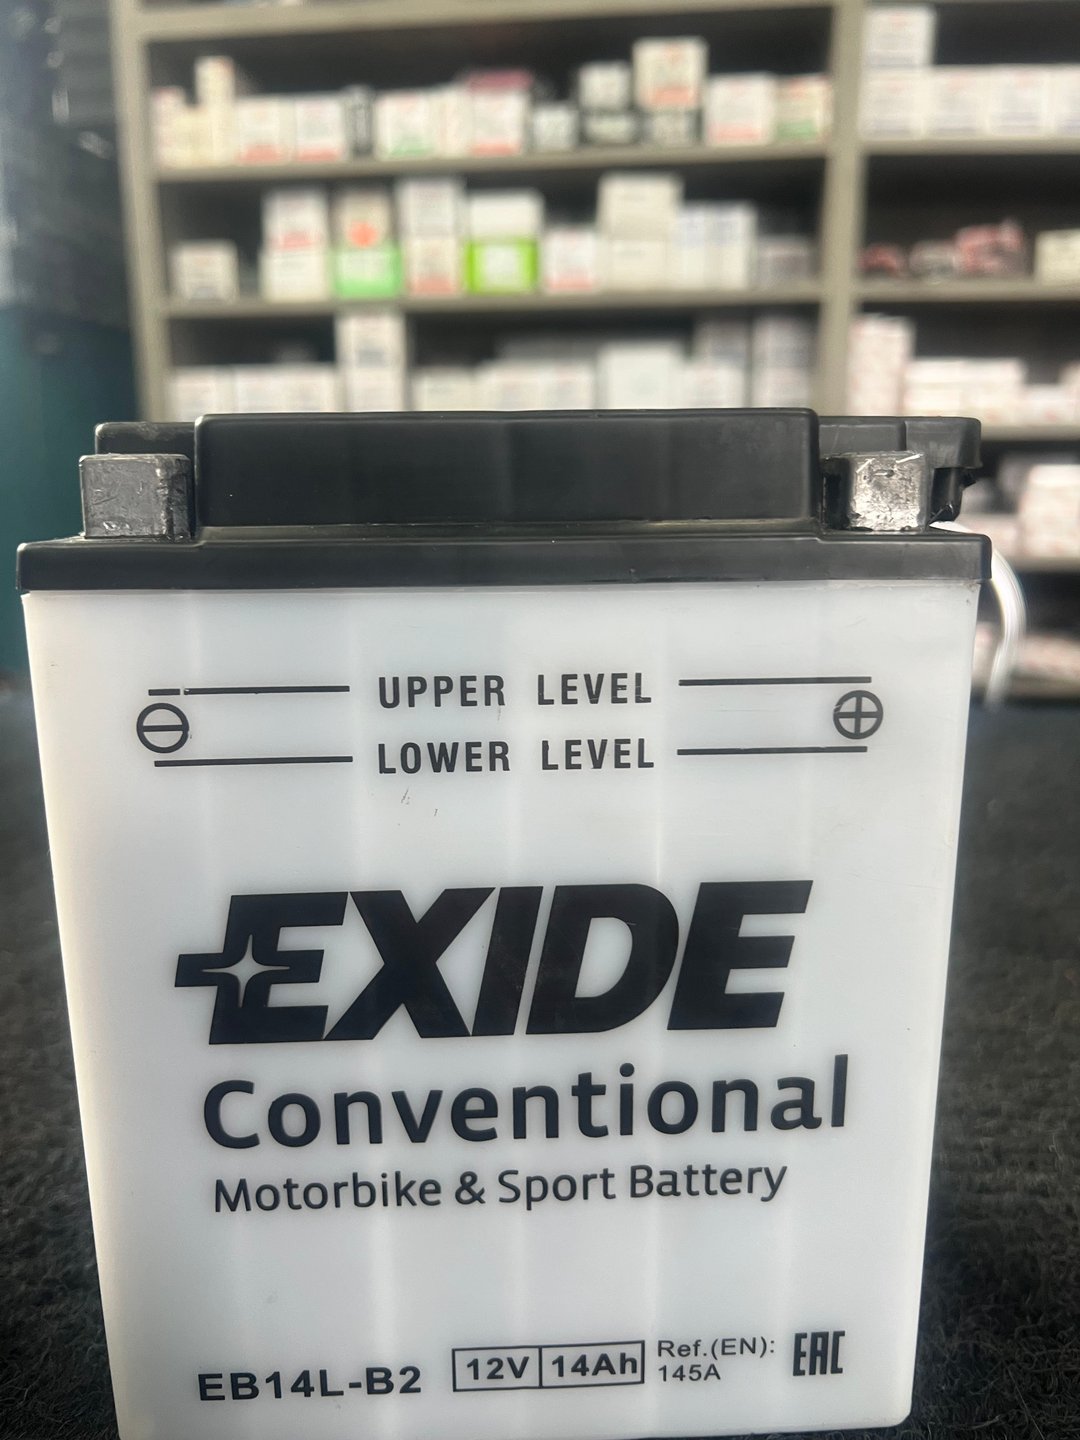 UPPER LEVEL
LOWER LEVEL
EXIDE
Conventional
Motorbike & Sport Battery
EB14L-B2 12V 14Ah Ref.(EN): 145A EAC